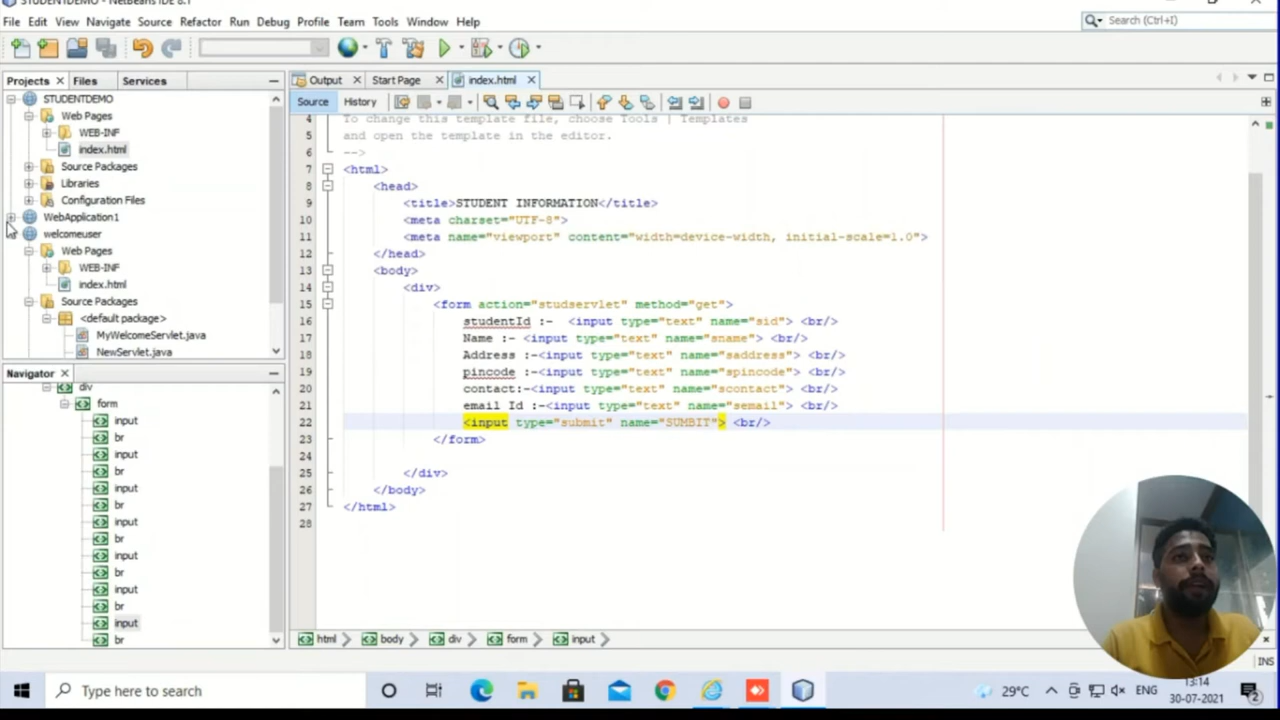 STUDENTDEMO - NetBeans IDE 8.1
File Edit View Navigate Source Refactor Run Debug Profile Team Tools Window Help
Search (Ctrl+I)
Projects Files Services
STUDENTDEMO
Web Pages
WEB-INF
index.html
Source Packages
Libraries
Configuration Files
WebApplication1
welcomeuser
Web Pages
WEB-INF
index.html
Source Packages
<default package>
MyWelcomeServlet.java
NewServlet.java
Navigator
div
form
input
br
input
br
input
br
input
br
input
br
input
br
input
br
Output Start Page index.html
Source History
4 To change this template file, choose Tools | Templates
5 and open the template in the editor.
6 -->
7 <html>
8 <head>
9 <title>STUDENT INFORMATION</title>
10 <meta charset="UTF-8">
11 <meta name="viewport" content="width=device-width, initial-scale=1.0">
12 </head>
13 <body>
14 <div>
15 <form action="studservlet" method="get">
16 studentId :- <input type="text" name="sid"> <br/>
17 Name :- <input type="text" name="sname"> <br/>
18 Address :-<input type="text" name="saddress"> <br/>
19 pincode :-<input type="text" name="spincode"> <br/>
20 contact:-<input type="text" name="scontact"> <br/>
21 email Id :-<input type="text" name="semail"> <br/>
22 <input type="submit" name="SUMBIT"> <br/>
23 </form>
24
25 </div>
26 </body>
27 </html>
28
html body div form input
INS
Type here to search
29°C
ENG
13:14
30-07-2021
2